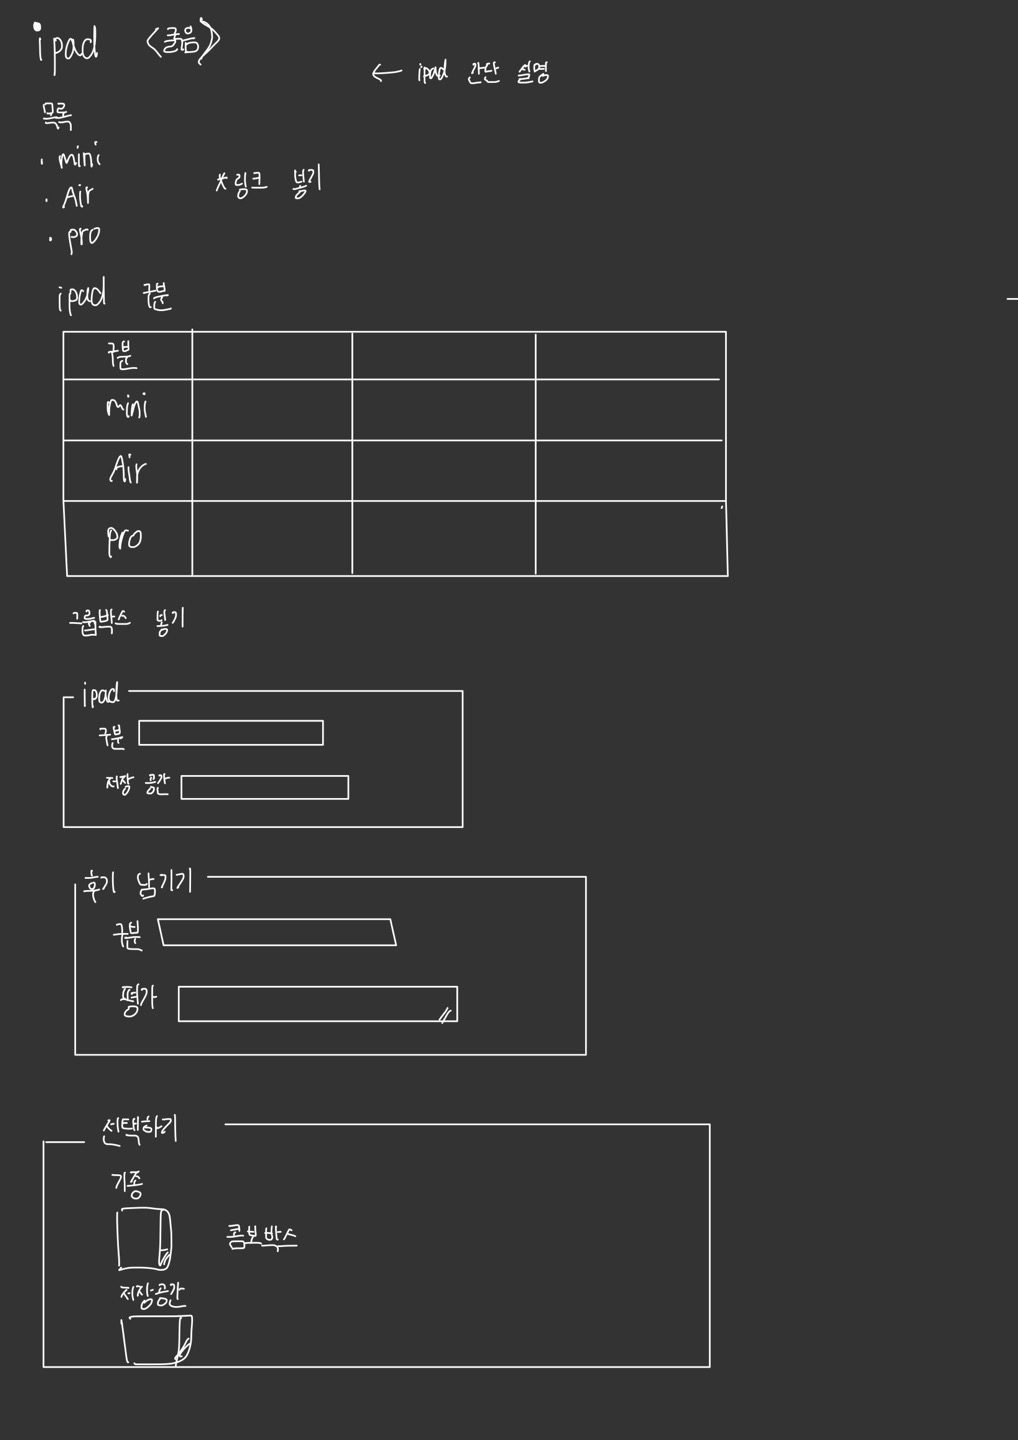 ipad <굵음>
← ipad 간단 설명
목록
· mini
· Air
· pro
*링크 넣기
ipad 구분
구분
mini
Air
pro
그룹박스 넣기
ipad
구분
저장 공간
후기 남기기
구분
평가
선택하기
기종
콤보박스
저장공간